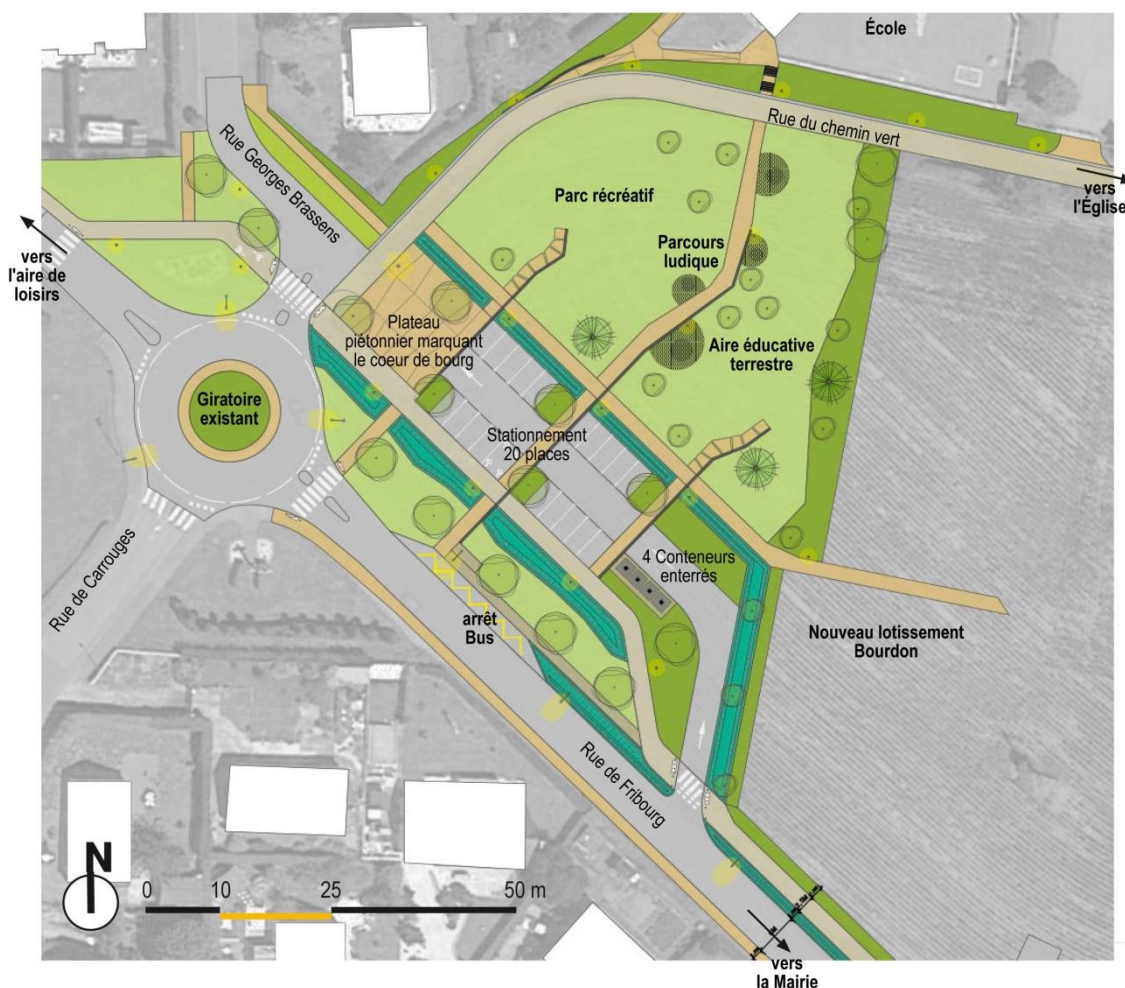 École
Rue du chemin vert
vers
l'Église
Rue Georges Brassens
vers
l'aire de
loisirs
Parc récréatif
Parcours
ludique
Plateau
piétonnier marquant
le coeur de bourg
Aire éducative
terrestre
Giratoire
existant
Stationnement
20 places
4 Conteneurs
enterrés
Rue de Carrouges
arrêt
Bus
Nouveau lotissement
Bourdon
Rue de Fribourg
N
0 10 25 50 m
vers
la Mairie